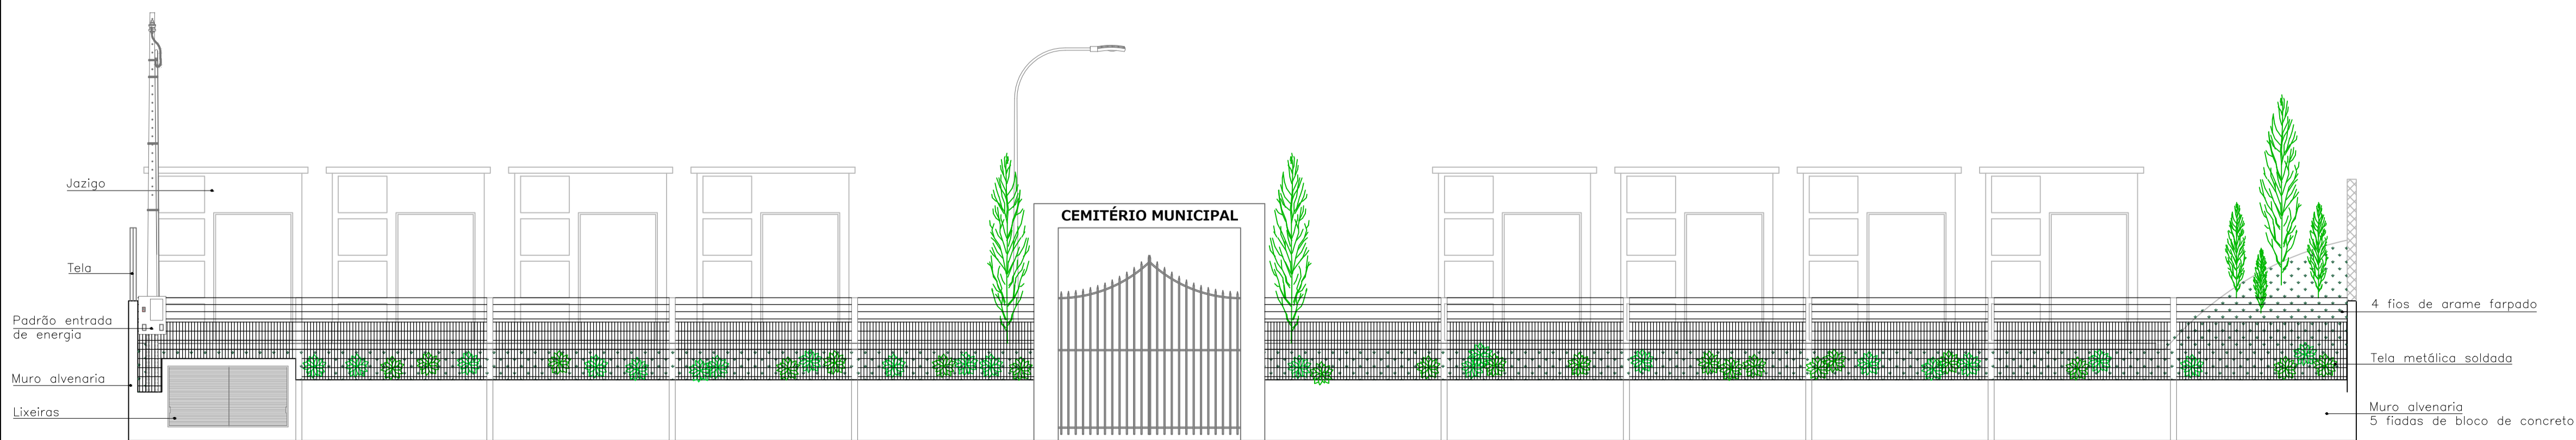 CEMITÉRIO MUNICIPAL
Jazigo
Tela
Padrão entrada
de energia
Muro alvenaria
Lixeiras
4 fios de arame farpado
Tela metálica soldada
Muro alvenaria
5 fiadas de bloco de concreto